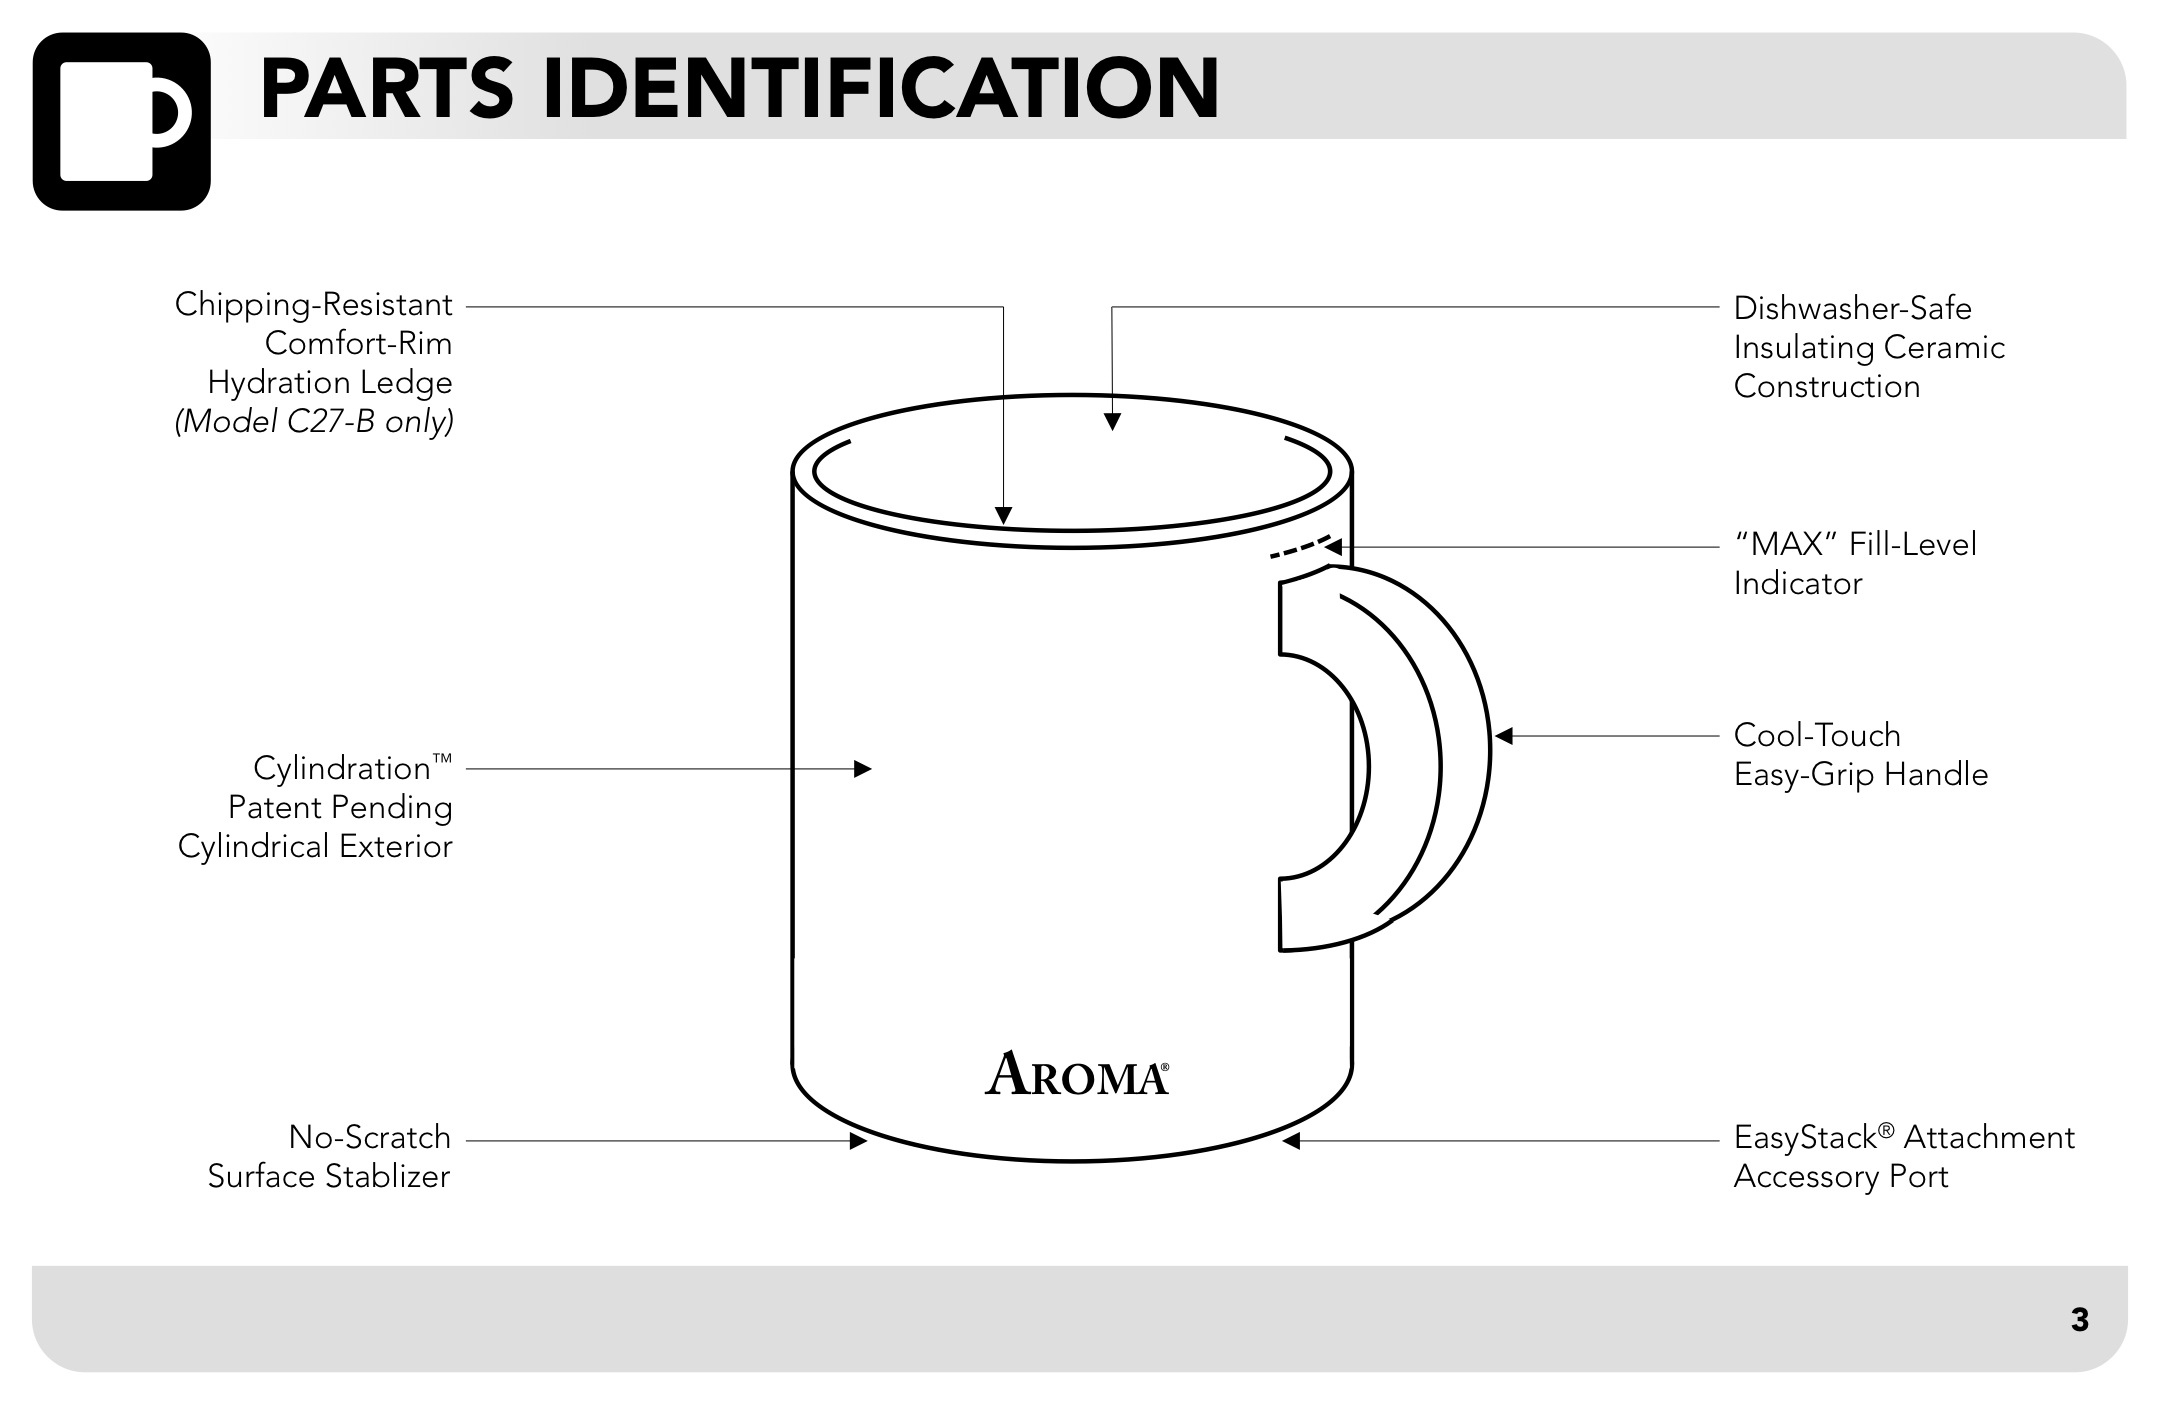 PARTS IDENTIFICATION
Chipping-Resistant
Comfort-Rim
Hydration Ledge
(Model C27-B only)
Dishwasher-Safe
Insulating Ceramic
Construction
“MAX” Fill-Level
Indicator
Cylindration™
Patent Pending
Cylindrical Exterior
Cool-Touch
Easy-Grip Handle
AROMA®
No-Scratch
Surface Stablizer
EasyStack® Attachment
Accessory Port
3